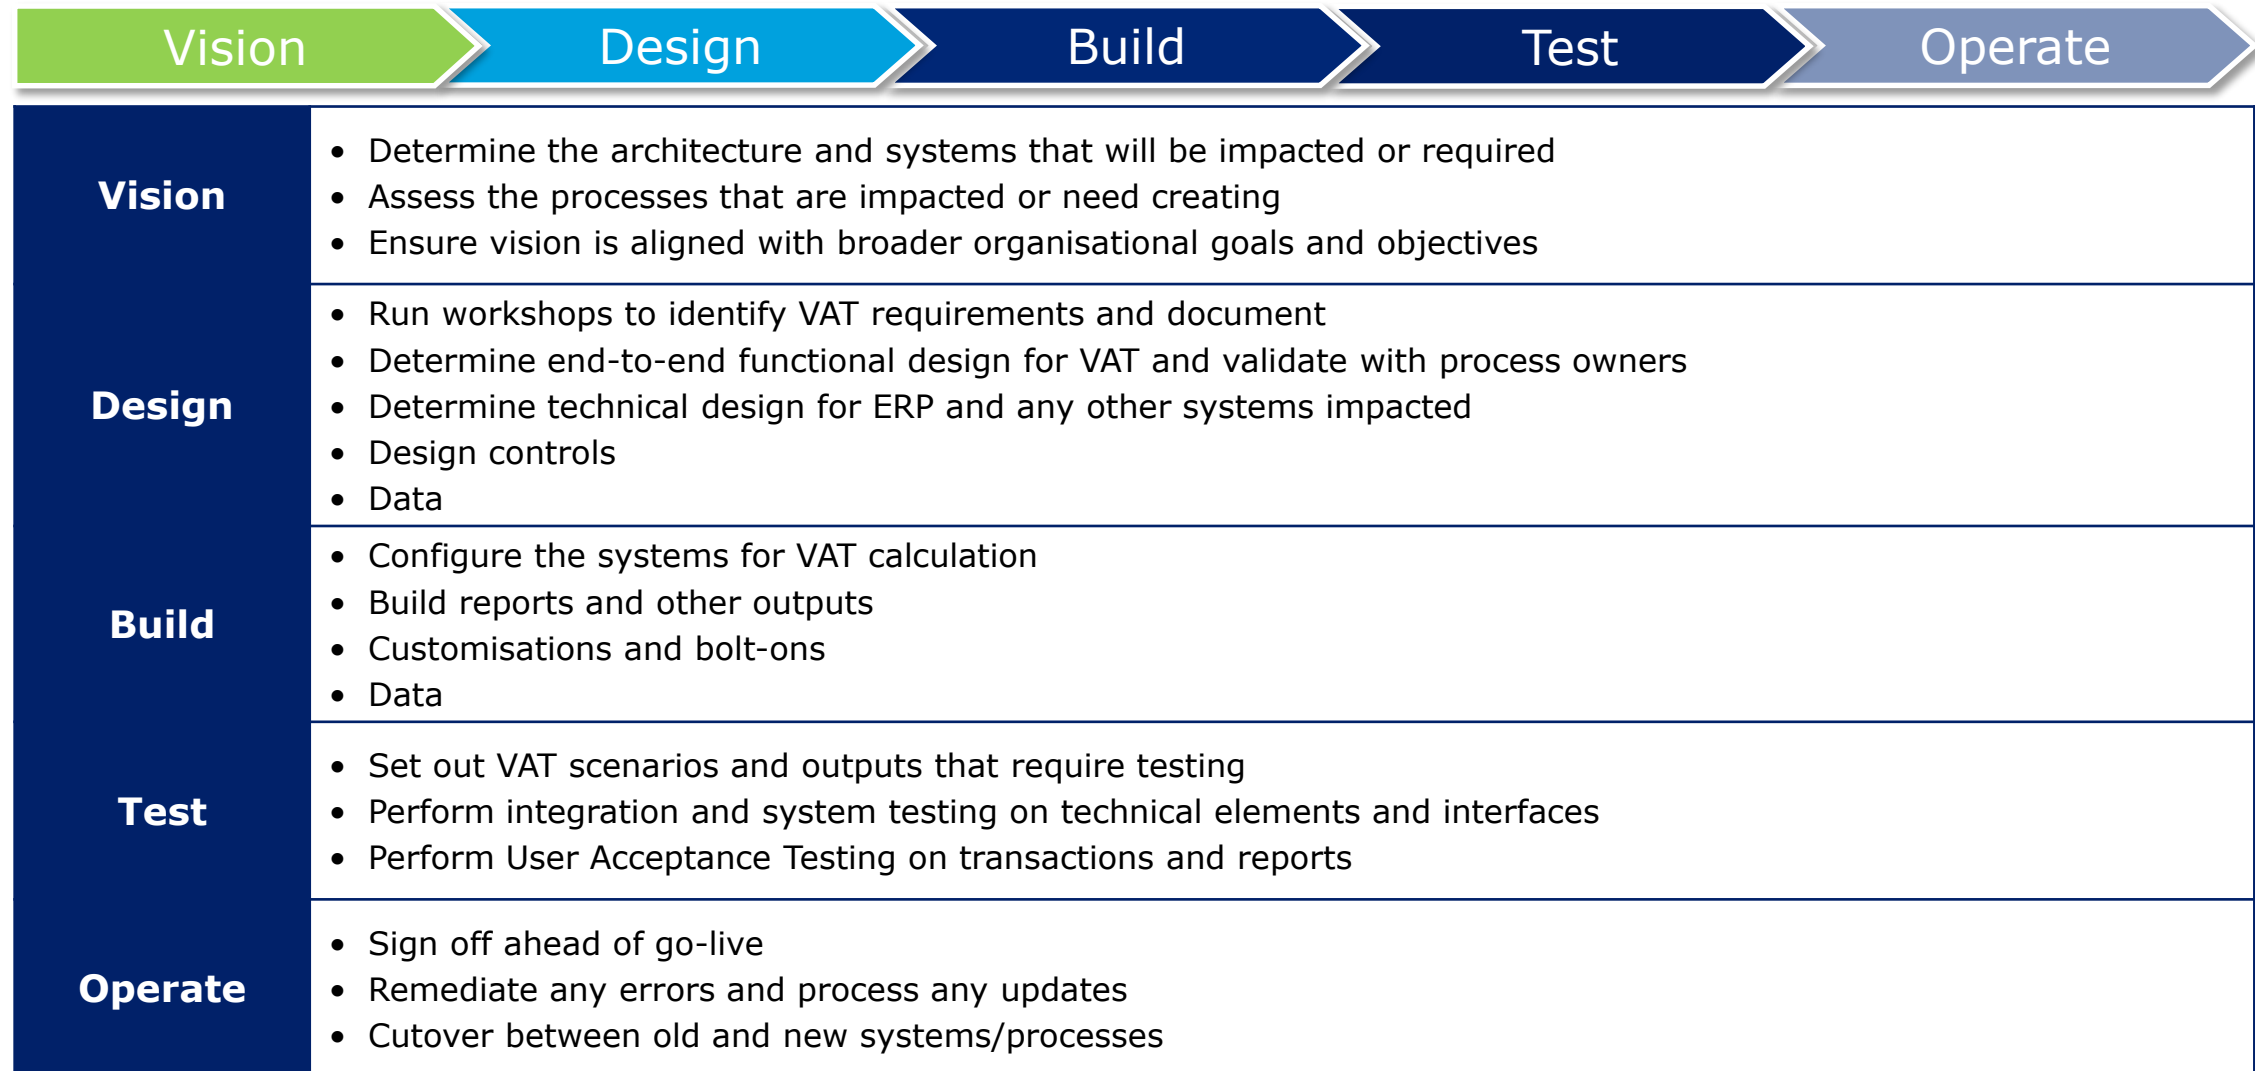 Vision
Design
Build
Test
Operate
Vision
• Determine the architecture and systems that will be impacted or required
• Assess the processes that are impacted or need creating
• Ensure vision is aligned with broader organisational goals and objectives
Design
• Run workshops to identify VAT requirements and document
• Determine end-to-end functional design for VAT and validate with process owners
• Determine technical design for ERP and any other systems impacted
• Design controls
• Data
Build
• Configure the systems for VAT calculation
• Build reports and other outputs
• Customisations and bolt-ons
• Data
Test
• Set out VAT scenarios and outputs that require testing
• Perform integration and system testing on technical elements and interfaces
• Perform User Acceptance Testing on transactions and reports
Operate
• Sign off ahead of go-live
• Remediate any errors and process any updates
• Cutover between old and new systems/processes